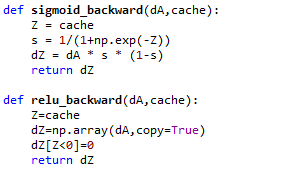 def sigmoid_backward(dA,cache):
    Z = cache
    s = 1/(1+np.exp(-Z))
    dZ = dA * s * (1-s)
    return dZ

def relu_backward(dA,cache):
    Z=cache
    dZ=np.array(dA,copy=True)
    dZ[Z<0]=0
    return dZ